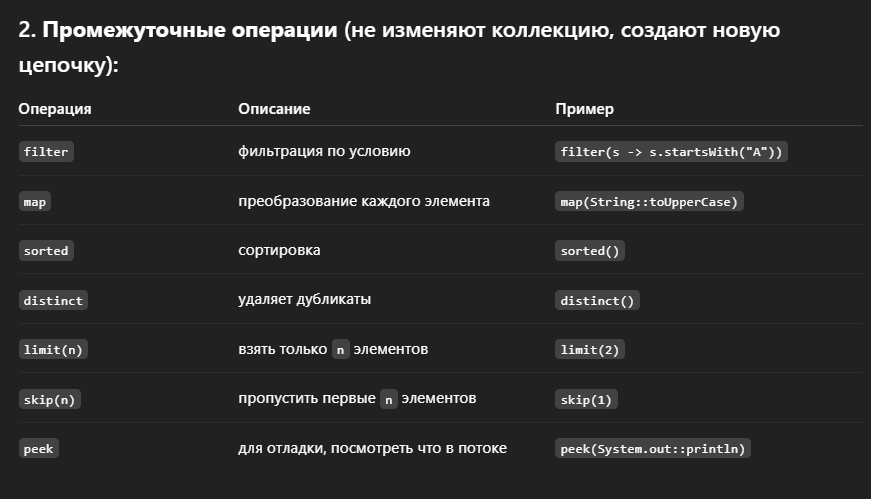 2. Промежуточные операции (не изменяют коллекцию, создают новую
цепочку):
Операция Описание Пример
filter фильтрация по условию filter(s -> s.startsWith("A"))
map преобразование каждого элемента map(String::toUpperCase)
sorted сортировка sorted()
distinct удаляет дубликаты distinct()
limit(n) взять только n элементов limit(2)
skip(n) пропустить первые n элементов skip(1)
peek для отладки, посмотреть что в потоке peek(System.out::println)